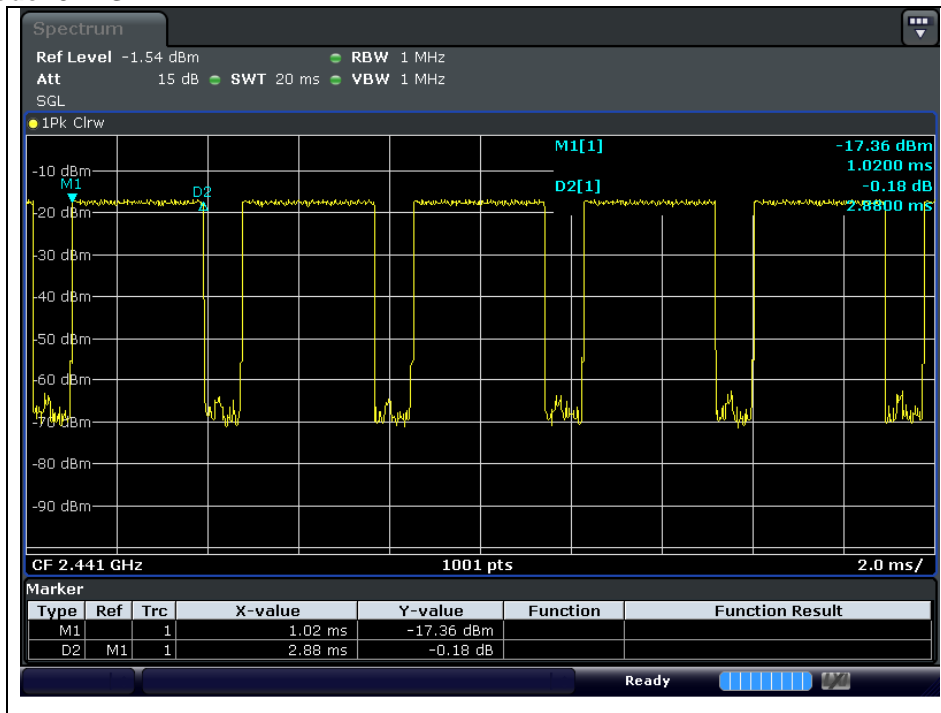 Spectrum
Ref Level -1.54 dBm RBW 1 MHz
Att 15 dB SWT 20 ms VBW 1 MHz
SGL
1Pk Clrw
M1[1] -17.36 dBm
1.0200 ms
D2[1] -0.18 dB
2.8800 ms
M1
D2
-10 dBm
-20 dBm
-30 dBm
-40 dBm
-50 dBm
-60 dBm
-70 dBm
-80 dBm
-90 dBm
CF 2.441 GHz 1001 pts 2.0 ms/
Marker
Type Ref Trc X-value Y-value Function Function Result
M1 1 1.02 ms -17.36 dBm
D2 M1 1 2.88 ms -0.18 dB
Ready